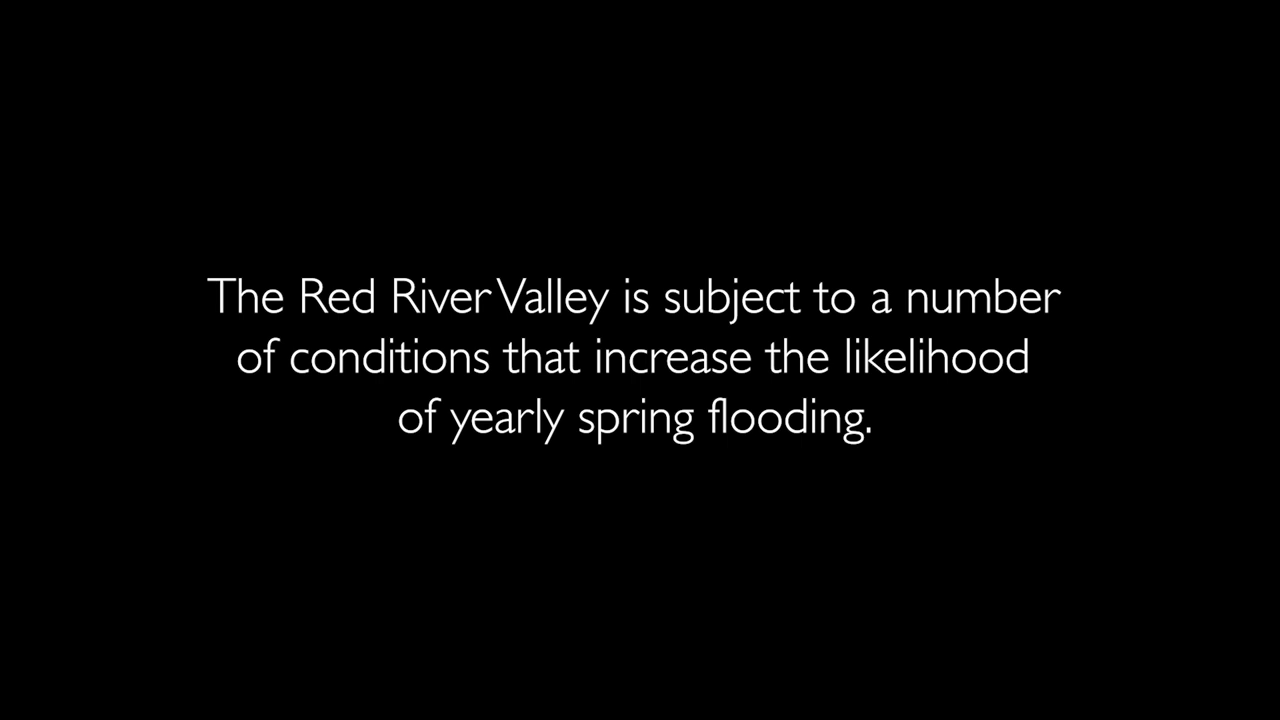 The Red River Valley is subject to a number
of conditions that increase the likelihood
of yearly spring flooding.